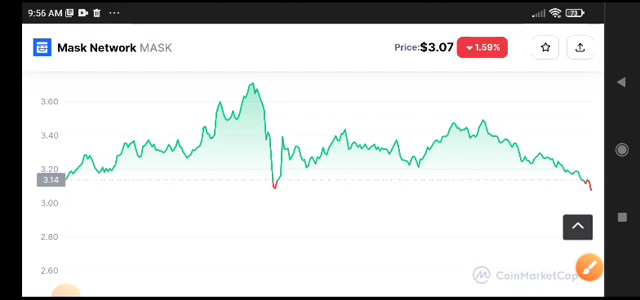 9:56 AM
73
Mask Network MASK
Price: $3.07 1.59%
3.60
3.40
3.20
3.14
3.00
2.80
2.60
CoinMarketCap